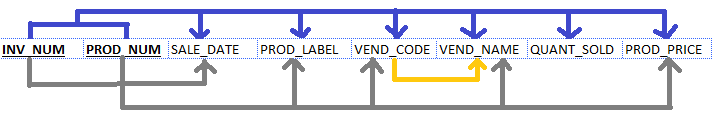 INV_NUM PROD_NUM SALE_DATE PROD_LABEL VEND_CODE VEND_NAME QUANT_SOLD PROD_PRICE